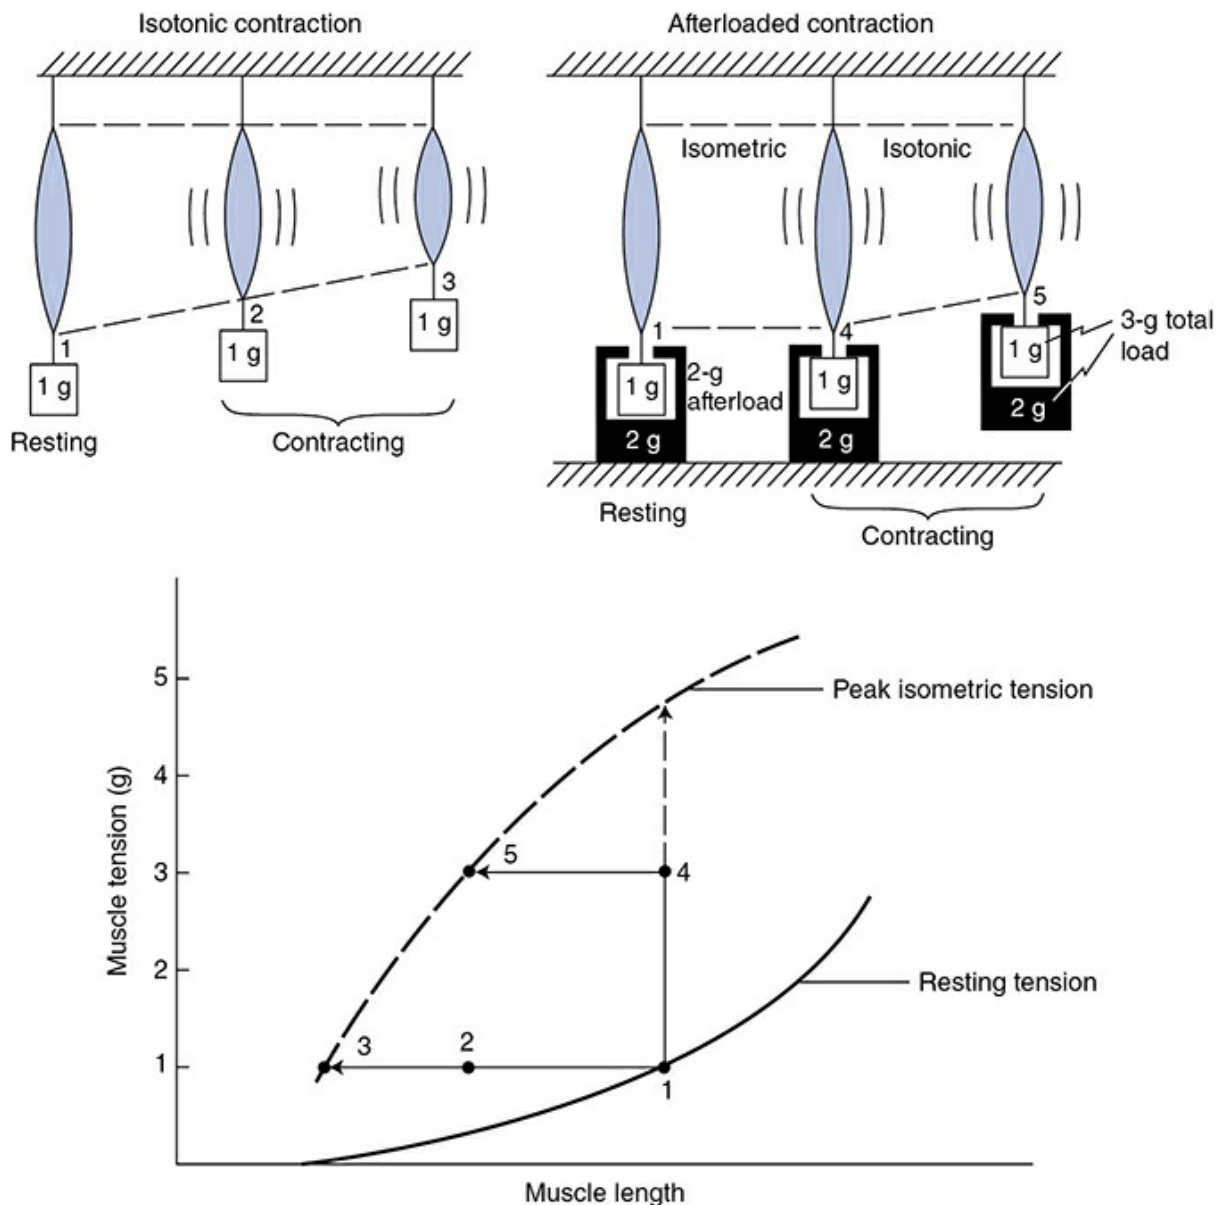 Isotonic contraction
1
1 g
2
1 g
3
1 g
Resting
Contracting
Afterloaded contraction
Isometric
Isotonic
1
1 g
2-g
afterload
2 g
4
1 g
2 g
5
1 g
2 g
3-g total
load
Resting
Contracting
Muscle tension (g)
5
4
3
2
1
Peak isometric tension
5
4
Resting tension
3
2
1
Muscle length